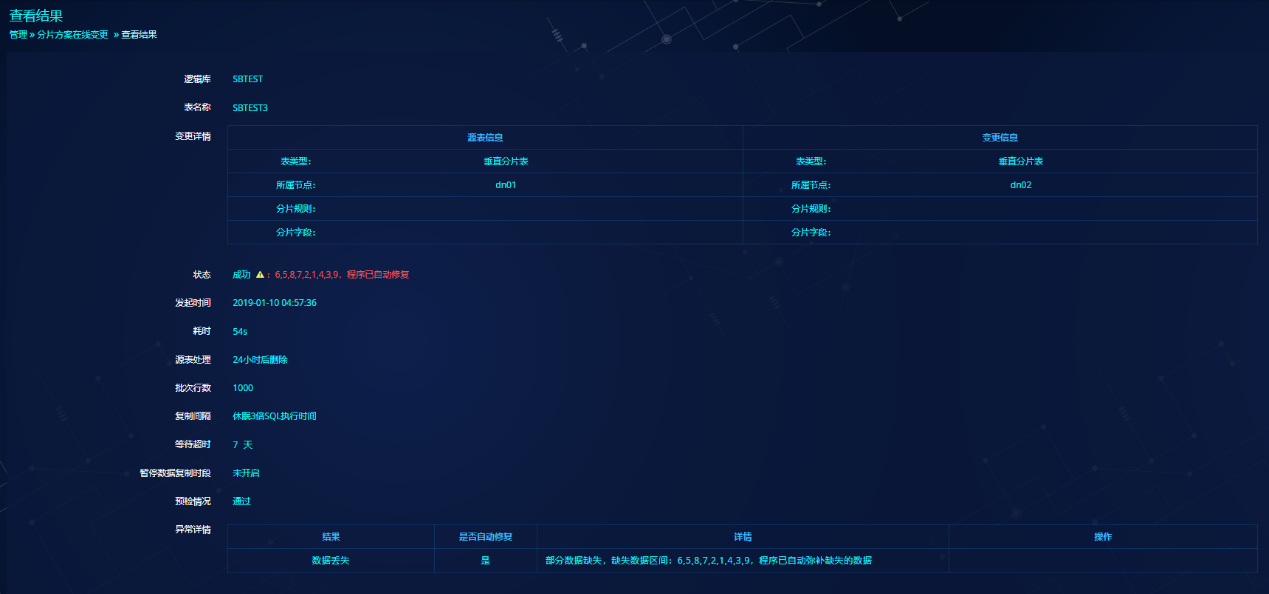 查看结果
管理 » 分片方案在线变更 » 查看结果
逻辑库 SBTEST
表名称 SBTEST3
变更详情 源表信息 变更信息
表类型: 垂直分片表 表类型: 垂直分片表
所属节点: dn01 所属节点: dn02
分片规则: 分片规则:
分片字段: 分片字段:
状态 成功 ⚠ : 6,5,8,7,2,1,4,3,9，程序已自动修复
发起时间 2019-01-10 04:57:36
耗时 54s
源表处理 24小时后删除
批次行数 1000
复制间隔 休眠3倍SQL执行时间
等待超时 7 天
暂停数据复制时段 未开启
预检情况 通过
异常详情 结果 是否自动修复 详情 操作
数据丢失 是 部分数据缺失，缺失数据区间：6,5,8,7,2,1,4,3,9，程序已自动弥补缺失的数据